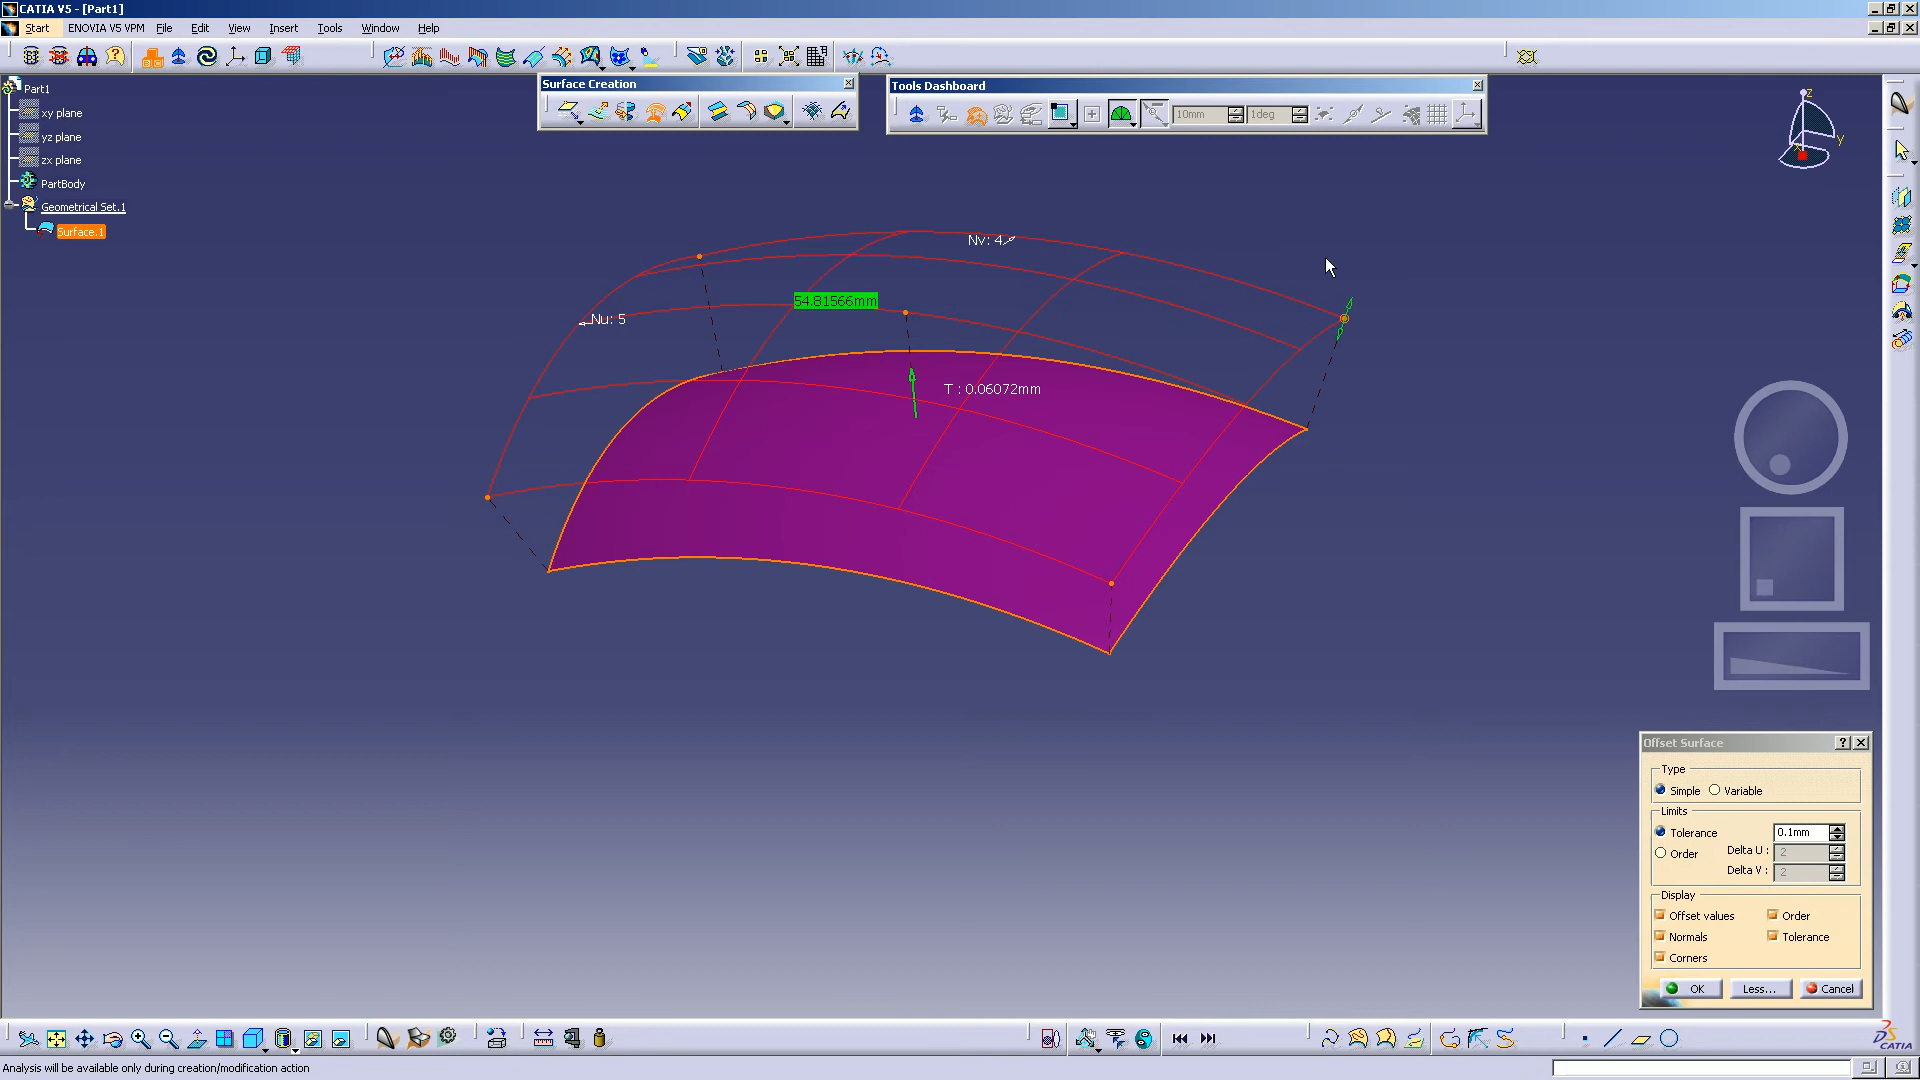 CATIA V5 - [Part1]
Start ENOVIA V5 VPM File Edit View Insert Tools Window Help
Surface Creation
Tools Dashboard
10mm 1deg
Part1
xy plane
yz plane
zx plane
PartBody
Geometrical Set.1
Surface.1
z
y
x
Nv: 4
54.81566mm
Nu: 5
T : 0.06072mm
Offset Surface
Type
Simple Variable
Limits
Tolerance 0.1mm
Order Delta U : 2
Delta V : 2
Display
Offset values Order
Normals Tolerance
Corners
OK Less... Cancel
CATIA
Analysis will be available only during creation/modification action